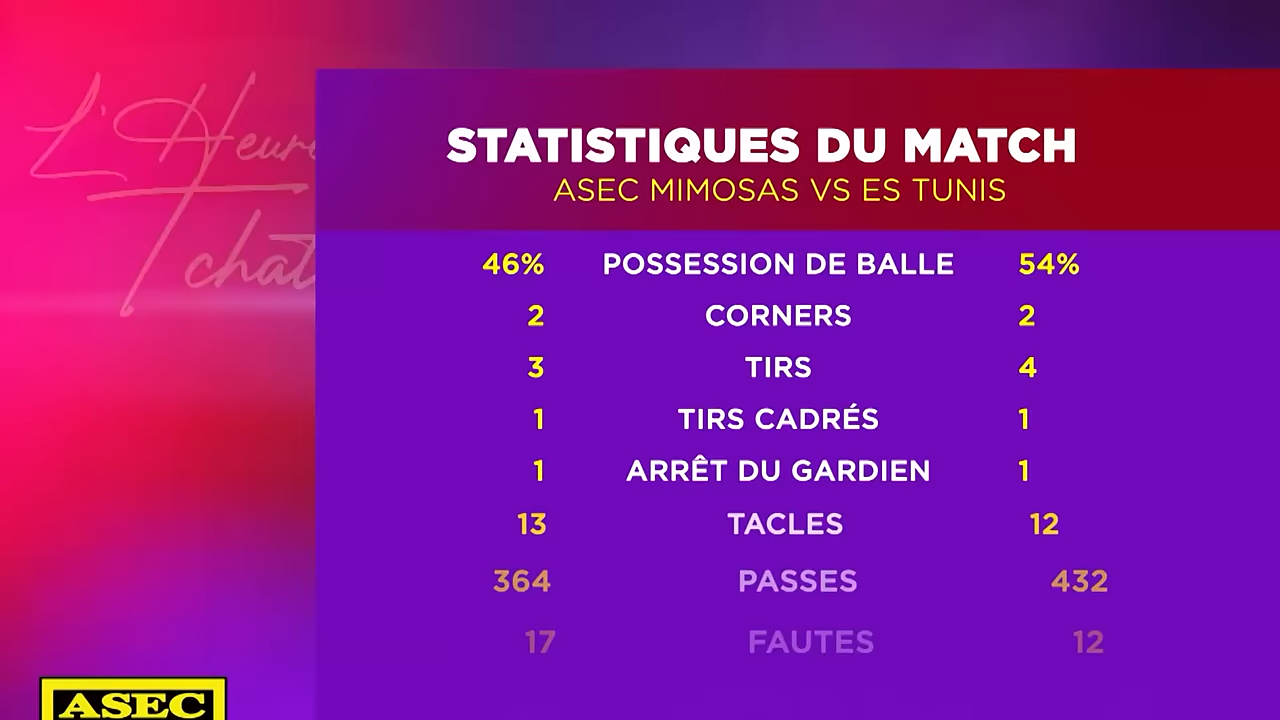 L'Heure
Tchat
STATISTIQUES DU MATCH
ASEC MIMOSAS VS ES TUNIS
46% POSSESSION DE BALLE 54%
2 CORNERS 2
3 TIRS 4
1 TIRS CADRÉS 1
1 ARRÊT DU GARDIEN 1
13 TACLES 12
364 PASSES 432
17 FAUTES 12
ASEC